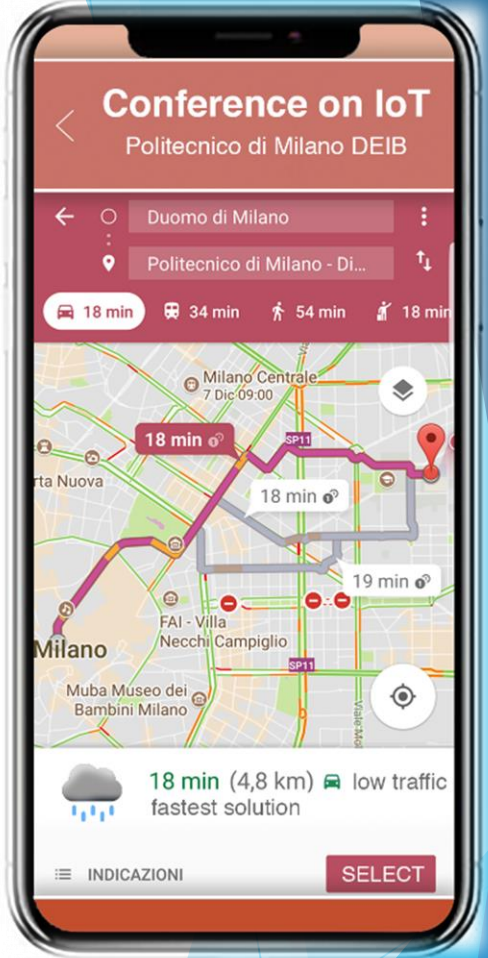 Conference on IoT
Politecnico di Milano DEIB
Duomo di Milano
Politecnico di Milano - Di...
18 min
34 min
54 min
18 min
Milano Centrale
7 Dic 09:00
18 min
SP11
rta Nuova
18 min
19 min
FAI - Villa
Necchi Campiglio
Milano
SP11
Muba Museo dei
Bambini Milano
Viale Mo
18 min (4,8 km) low traffic
fastest solution
INDICAZIONI
SELECT